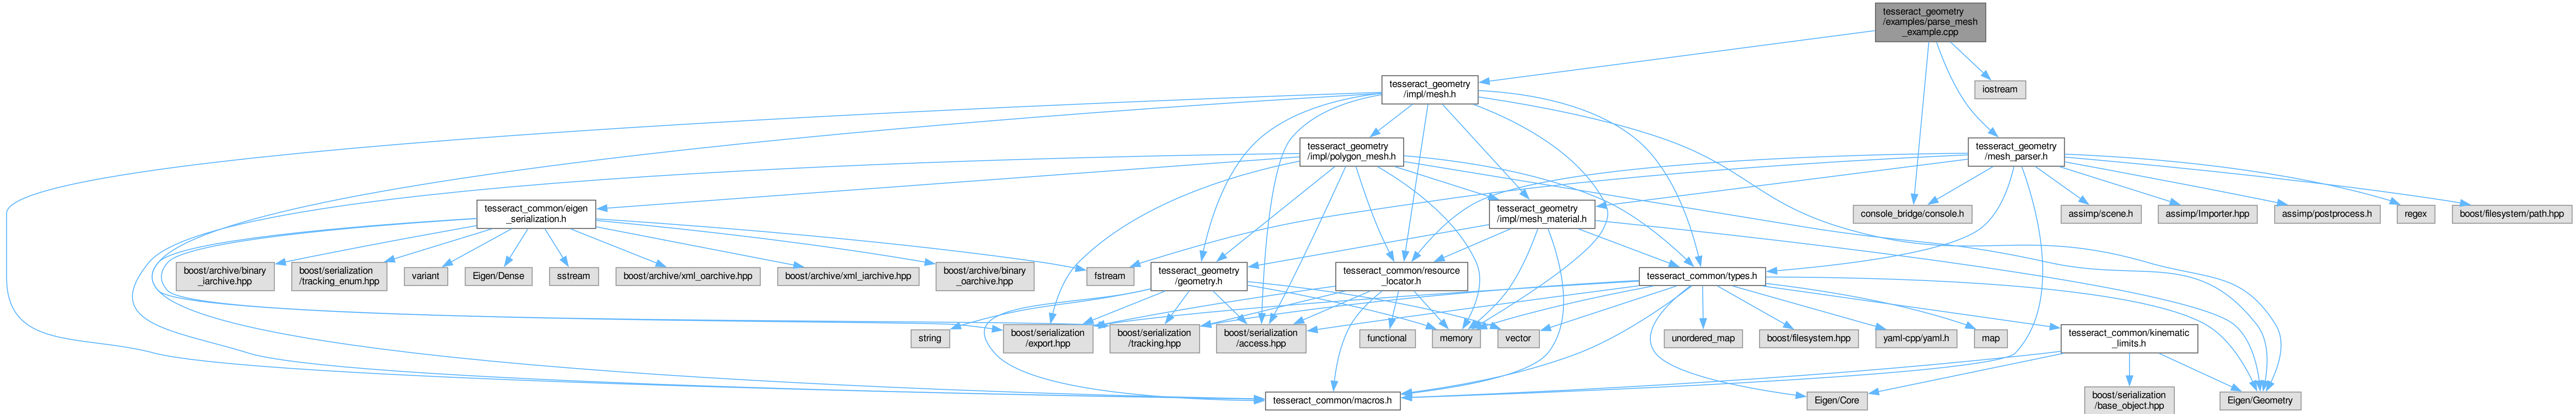 tesseract_geometry
/examples/parse_mesh
_example.cpp
tesseract_geometry
/impl/mesh.h
iostream
tesseract_geometry
/impl/polygon_mesh.h
tesseract_geometry
/mesh_parser.h
tesseract_common/eigen
_serialization.h
tesseract_geometry
/impl/mesh_material.h
console_bridge/console.h
assimp/scene.h
assimp/Importer.hpp
assimp/postprocess.h
regex
boost/filesystem/path.hpp
boost/archive/binary
_iarchive.hpp
boost/serialization
/tracking_enum.hpp
variant
Eigen/Dense
sstream
boost/archive/xml_oarchive.hpp
boost/archive/xml_iarchive.hpp
boost/archive/binary
_oarchive.hpp
fstream
tesseract_geometry
/geometry.h
tesseract_common/resource
_locator.h
tesseract_common/types.h
string
boost/serialization
/export.hpp
boost/serialization
/tracking.hpp
boost/serialization
/access.hpp
functional
memory
vector
unordered_map
boost/filesystem.hpp
yaml-cpp/yaml.h
map
tesseract_common/kinematic
_limits.h
tesseract_common/macros.h
Eigen/Core
boost/serialization
/base_object.hpp
Eigen/Geometry